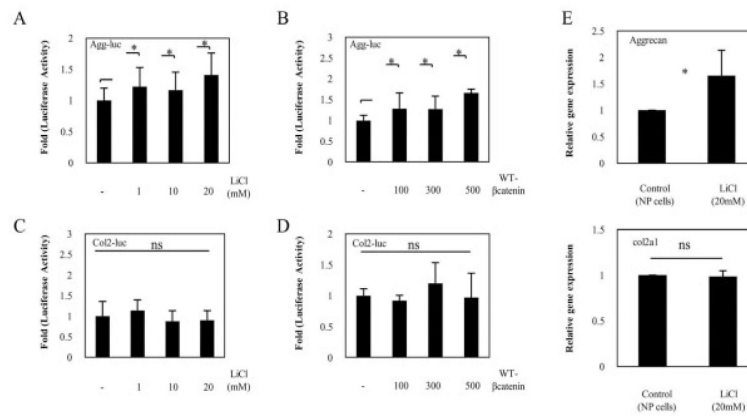 A
Agg-luc
Fold (Luciferase Activity)
2
1.5
1
0.5
0
*
*
*
- 1 10 20
LiCl
(mM)
B
Agg-luc
Fold (Luciferase Activity)
3
2.5
2
1.5
1
0.5
0
*
*
*
- 100 300 500
WT-
βcatenin
C
Col2-luc
ns
Fold (Luciferase Activity)
2
1.5
1
0.5
0
- 1 10 20
LiCl
(mM)
D
Col2-luc
ns
Fold (Luciferase Activity)
2
1.5
1
0.5
0
- 100 300 500
WT-
βcatenin
E
Aggrecan
Relative gene expression
2.5
2
1.5
1
0.5
0
*
Control
(NP cells)
LiCl
(20mM)
col2a1
ns
Relative gene expression
1.5
1
0.5
0
Control
(NP cells)
LiCl
(20mM)